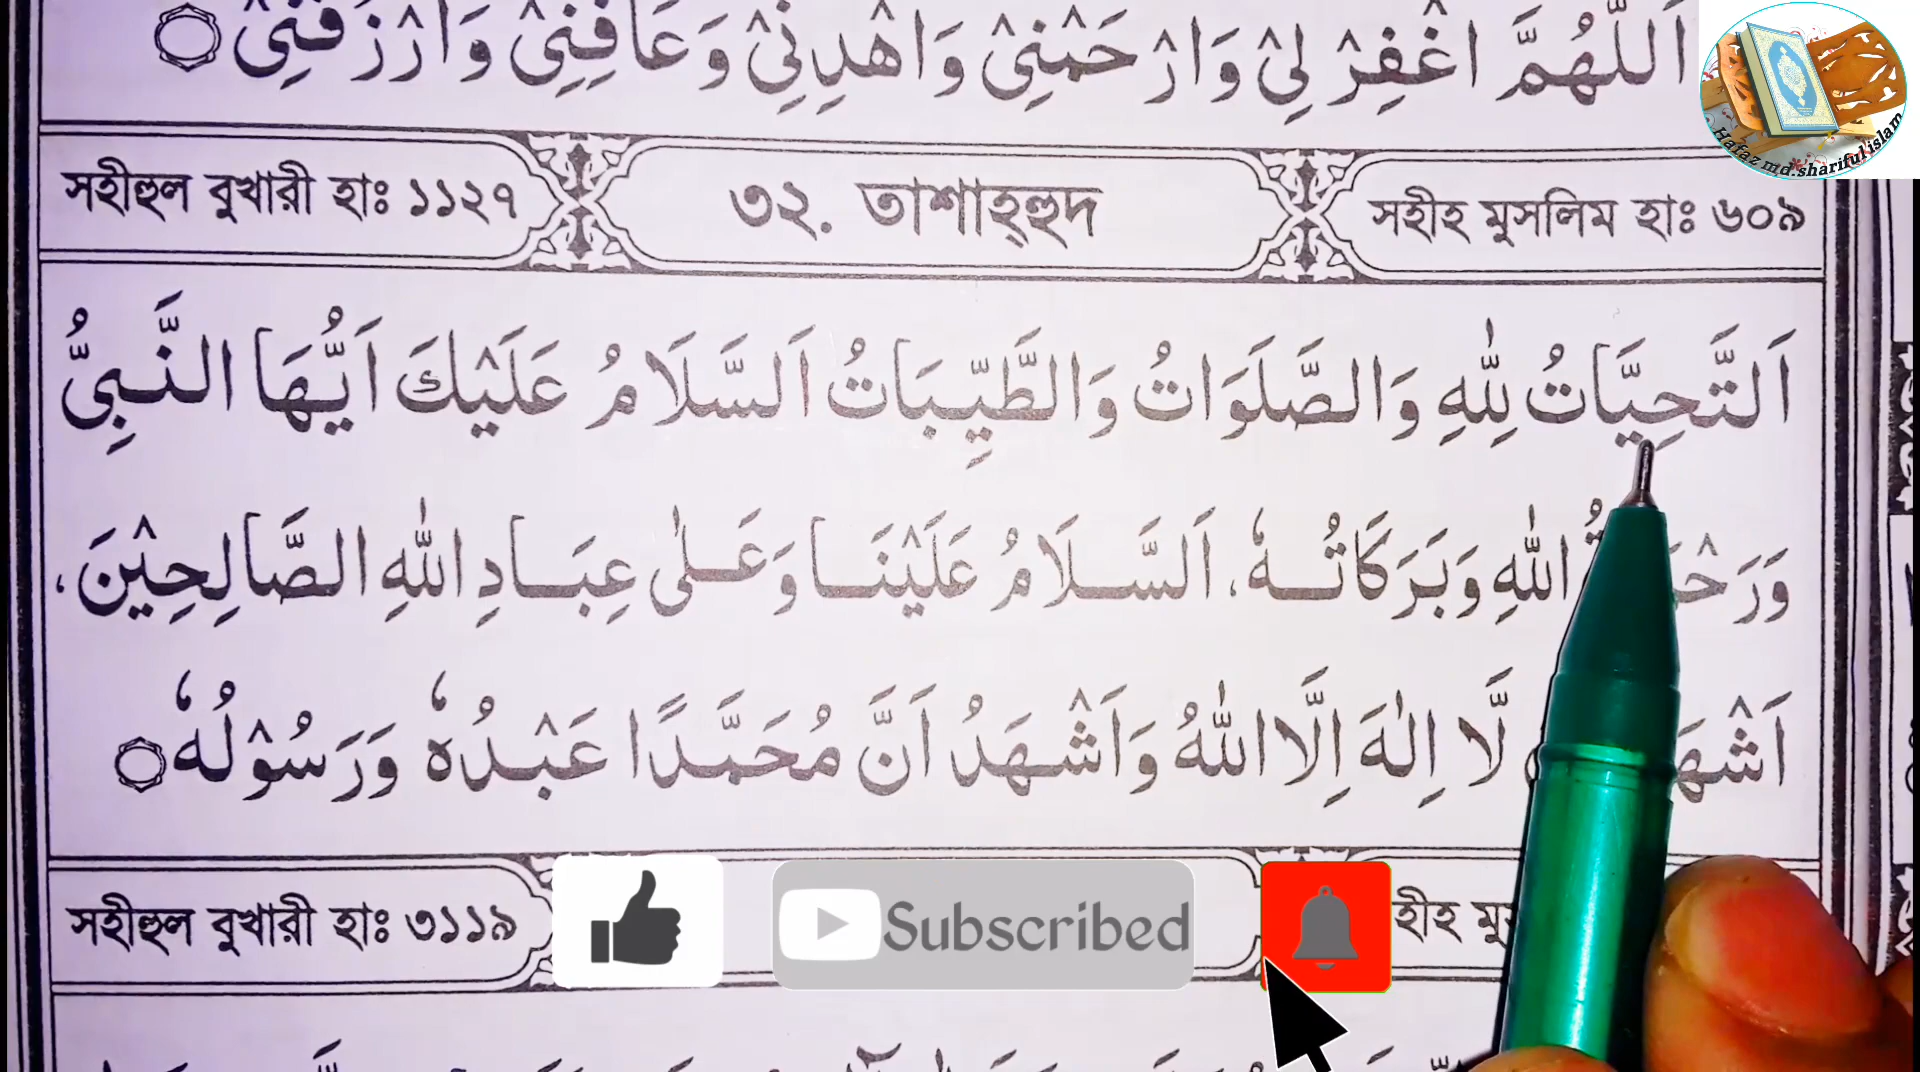 اَللّٰهُمَّ اغْفِرْ لِيْ وَارْحَمْنِيْ وَاهْدِنِيْ وَعَافِنِيْ وَارْزُقْنِيْ
Hafaz md.shariful islam
সহীহুল বুখারী হাঃ ১১২৭ ৩২. তাশাহ্হুদ সহীহ মুসলিম হাঃ ৬০৯
اَلتَّحِيَّاتُ لِلّٰهِ وَالصَّلَوَاتُ وَالطَّيِّبَاتُ اَلسَّلَامُ عَلَيْكَ اَيُّهَا النَّبِيُّ
وَرَحْ اللّٰهِ وَبَرَكَاتُهٗ، اَلسَّلَامُ عَلَيْنَا وَعَلٰى عِبَادِ اللّٰهِ الصَّالِحِيْنَ،
اَشْهَ لَّا اِلٰهَ اِلَّا اللّٰهُ وَاَشْهَدُ اَنَّ مُحَمَّدًا عَبْدُهٗ وَرَسُوْلُهٗ
সহীহুল বুখারী হাঃ ৩১১৯ Subscribed হীহ মু